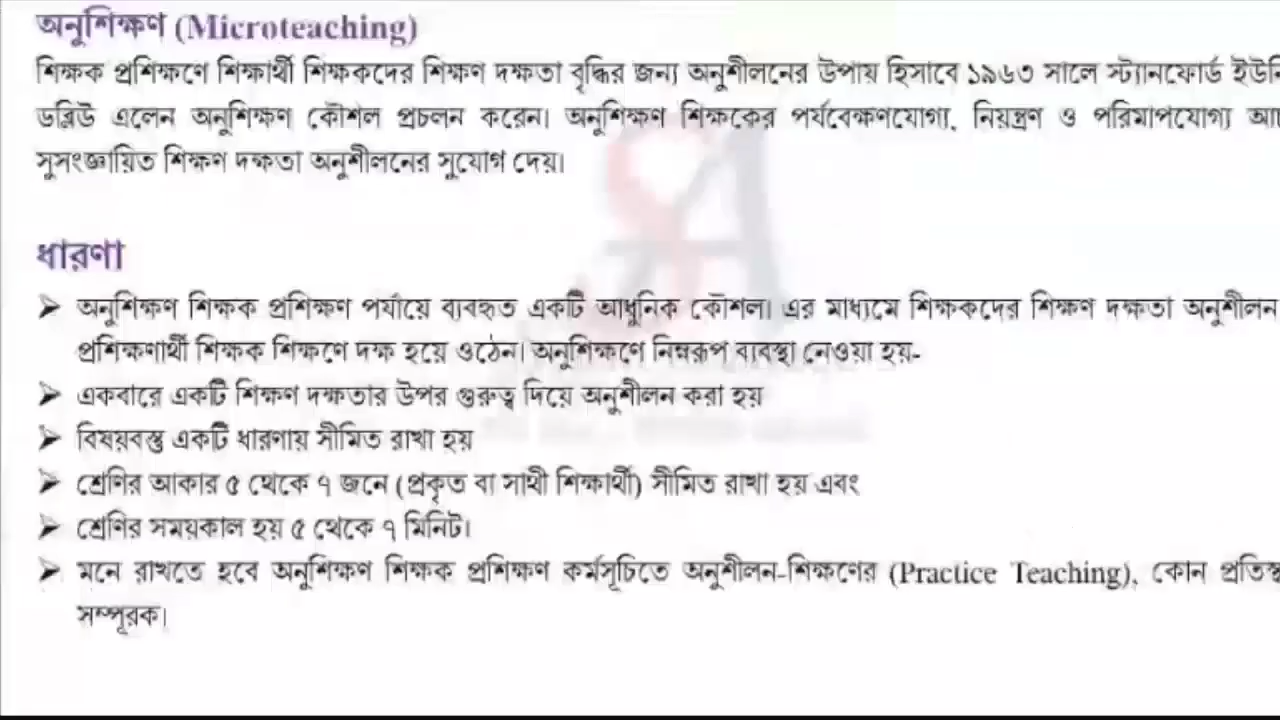 অনুশিক্ষণ (Microteaching)
শিক্ষক প্রশিক্ষণে শিক্ষার্থী শিক্ষকদের শিক্ষণ দক্ষতা বৃদ্ধির জন্য অনুশীলনের উপায় হিসাবে ১৯৬৩ সালে স্ট্যানফোর্ড
ডব্লিউ এলেন অনুশিক্ষণ কৌশল প্রচলন করেন। অনুশিক্ষণ শিক্ষকের পর্যবেক্ষণযোগ্য, নিয়ন্ত্রণ ও পরিমাপযোগ্য
সুসংজ্ঞায়িত শিক্ষণ দক্ষতা অনুশীলনের সুযোগ দেয়।
ধারণা
➤ অনুশিক্ষণ শিক্ষক প্রশিক্ষণ পর্যায়ে ব্যবহৃত একটি আধুনিক কৌশল। এর মাধ্যমে শিক্ষকদের শিক্ষণ দক্ষতা অনুশীলন
প্রশিক্ষণার্থী শিক্ষক শিক্ষণে দক্ষ হয়ে ওঠেন। অনুশিক্ষণে নিম্নরূপ ব্যবস্থা নেওয়া হয়-
➤ একবারে একটি শিক্ষণ দক্ষতার উপর গুরুত্ব দিয়ে অনুশীলন করা হয়
➤ বিষয়বস্তু একটি ধারণায় সীমিত রাখা হয়
➤ শ্রেণির আকার ৫ থেকে ৭ জনে (প্রকৃত বা সাথী শিক্ষার্থী) সীমিত রাখা হয় এবং
➤ শ্রেণির সময়কাল হয় ৫ থেকে ৭ মিনিট।
➤ মনে রাখতে হবে অনুশিক্ষণ শিক্ষক প্রশিক্ষণ কর্মসূচিতে অনুশীলন-শিক্ষণের (Practice Teaching), কোন
সম্পূরক।